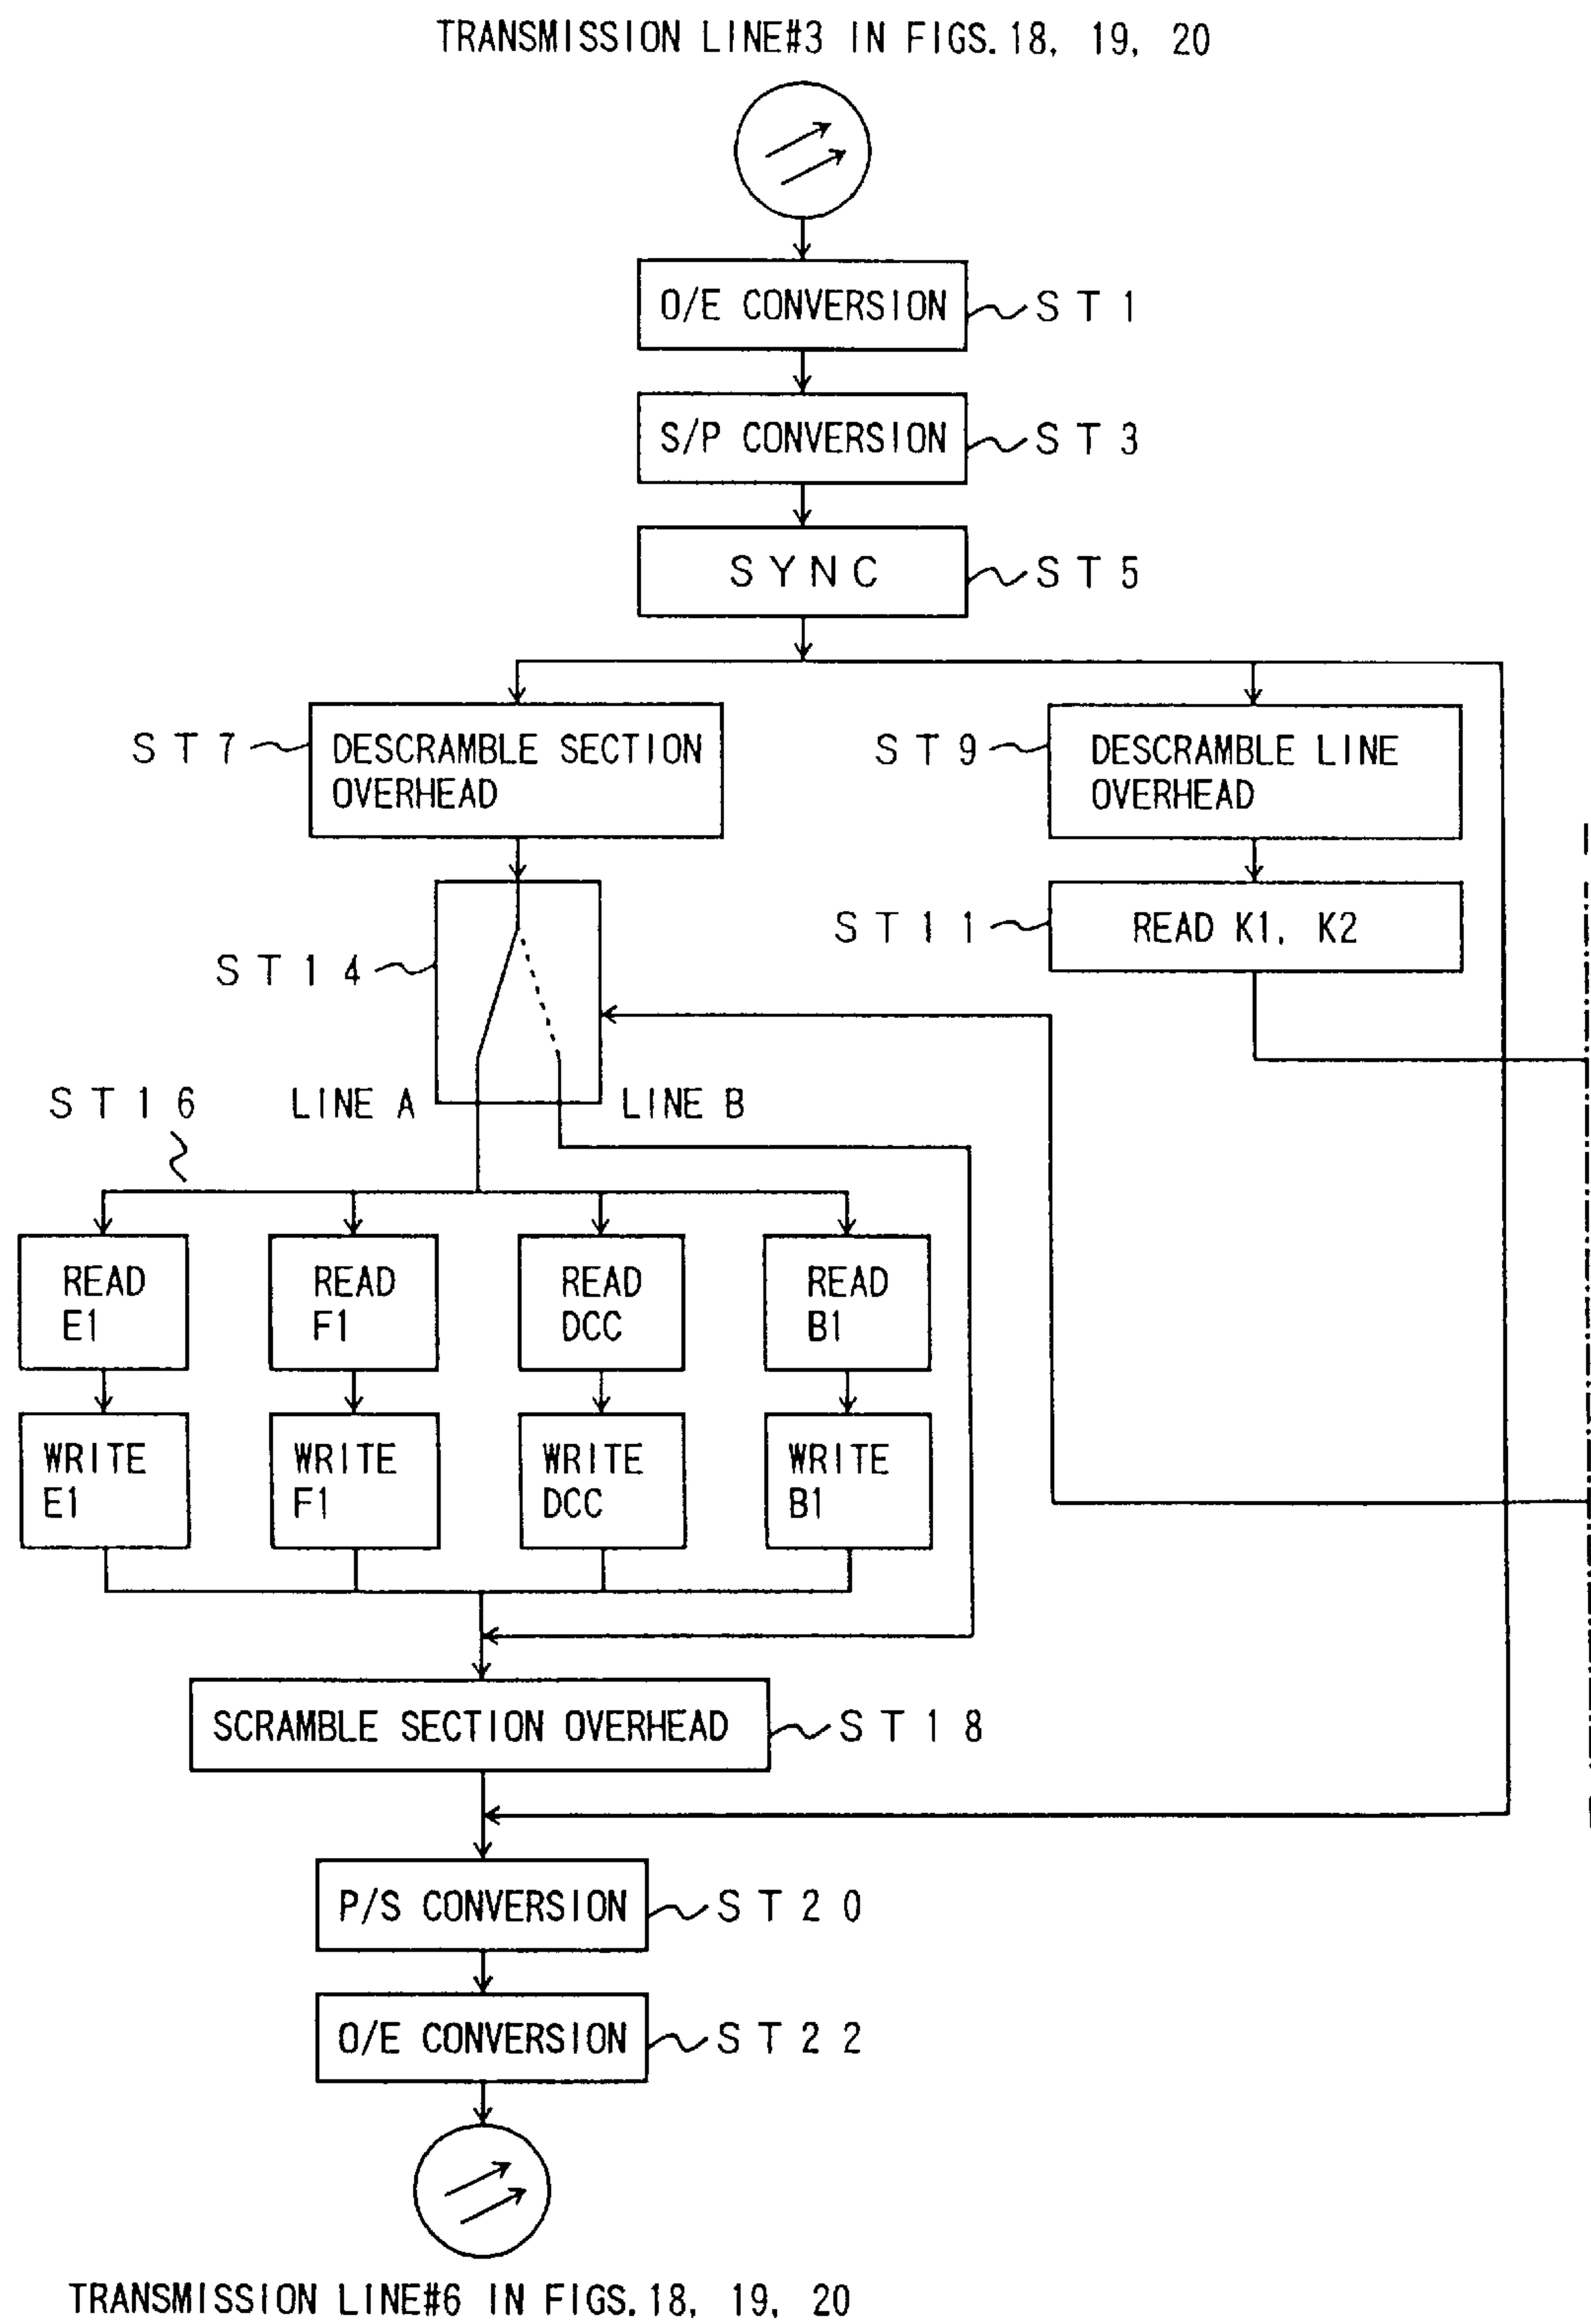 TRANSMISSION LINE#3 IN FIGS.18, 19, 20
O/E CONVERSION
ST1
S/P CONVERSION
ST3
SYNC
ST5
ST7
DESCRAMBLE SECTION
OVERHEAD
ST9
DESCRAMBLE LINE
OVERHEAD
ST11
READ K1, K2
ST14
ST16
LINE A
LINE B
READ
E1
READ
F1
READ
DCC
READ
B1
WRITE
E1
WRITE
F1
WRITE
DCC
WRITE
B1
SCRAMBLE SECTION OVERHEAD
ST18
P/S CONVERSION
ST20
O/E CONVERSION
ST22
TRANSMISSION LINE#6 IN FIGS.18, 19, 20